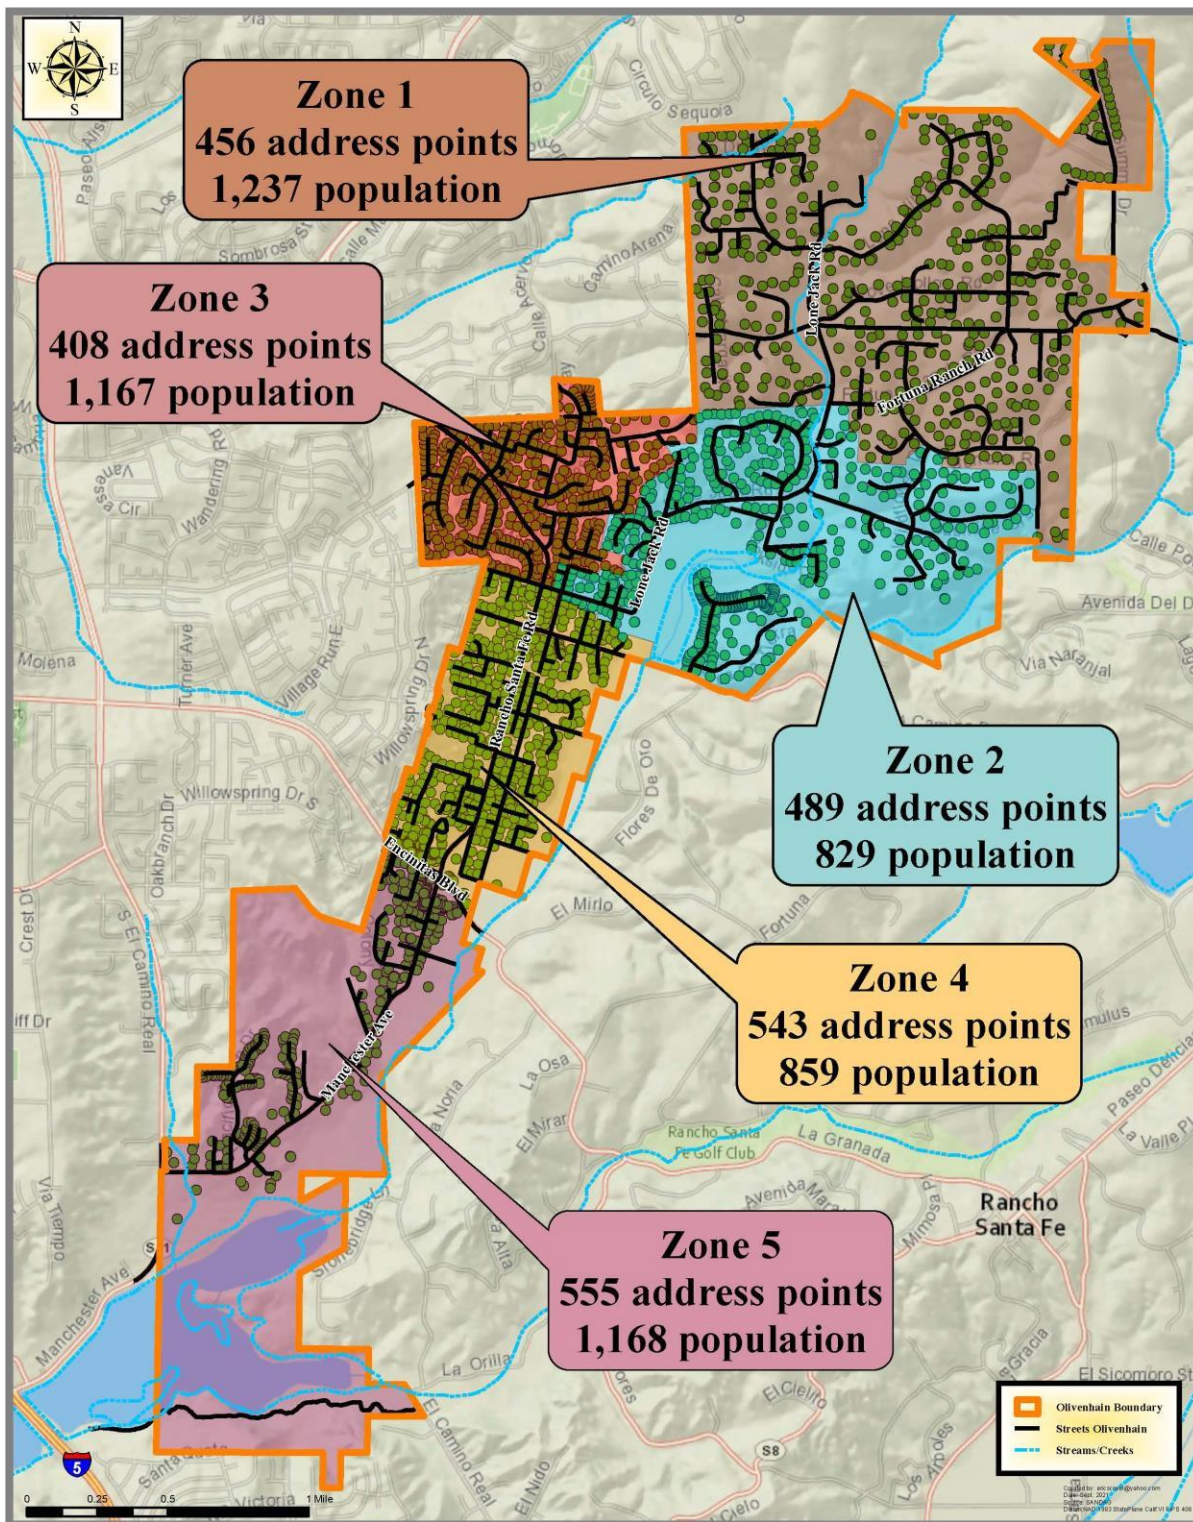 N
W E
S
Zone 1
456 address points
1,237 population
Zone 3
408 address points
1,167 population
Zone 2
489 address points
829 population
Zone 4
543 address points
859 population
Zone 5
555 address points
1,168 population
Circulo Sequoia
Sombrosa St
Calle Acervo
Camino Arena
Lone Jack Rd
Fortuna Ranch Rd
Vanessa Cir
Wandering Rd
Lone Jack Rd
Calle Po
Avenida Del D
Via Naranjal
Molena
Turner Ave
Village Run E
Willowspring Dr N
Rancho Santa Fe Rd
Flores De Oro
Willowspring Dr S
Oakbranch Dr
Crest Dr
S El Camino Real
Encinitas Blvd
El Mirlo
Fortuna
iff Dr
Manchester Ave
La Osa
La Noria
El Mirar
Paseo Delicia
La Valle Pl
Rancho Santa
Fe Golf Club
La Granada
Mimosa Pl
Rancho
Santa Fe
Via Tiempo
Stonebridge Ln
Manchester Ave
La Orilla
El Camino Real
El Nido
El Cielito
S8
Los Arboles
Gracia
El Sicomoro St
Victoria
5
0 0.25 0.5 1 Mile
Olivenhain Boundary
Streets Olivenhain
Streams/Creeks